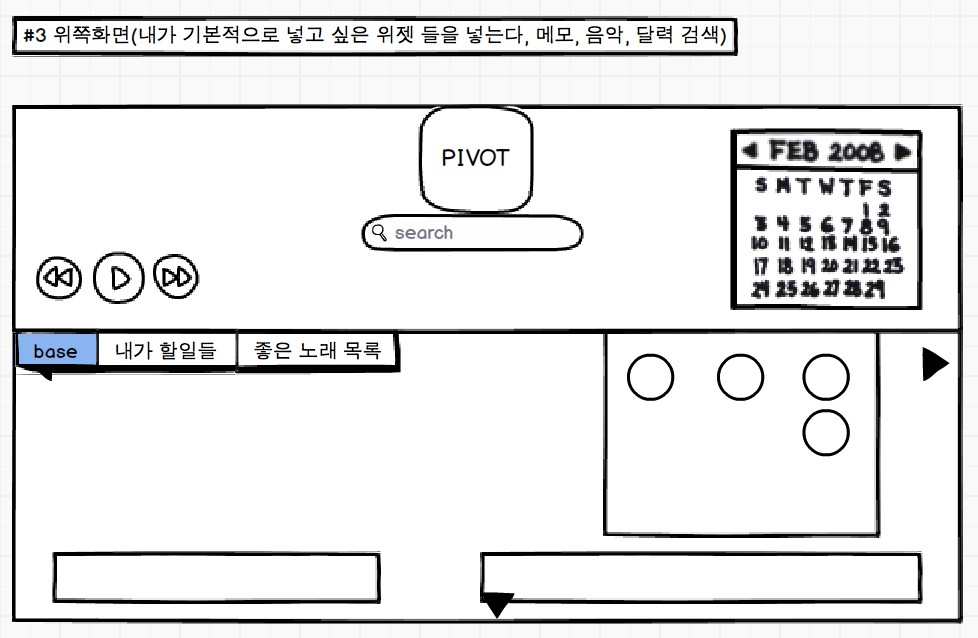 #3 위쪽화면(내가 기본적으로 넣고 싶은 위젯 들을 넣는다, 메모, 음악, 달력 검색)
PIVOT
search
FEB 2008
S M T W T F S
1 2
3 4 5 6 7 8 9
10 11 12 13 14 15 16
17 18 19 20 21 22 23
24 25 26 27 28 29
base 내가 할일들 좋은 노래 목록